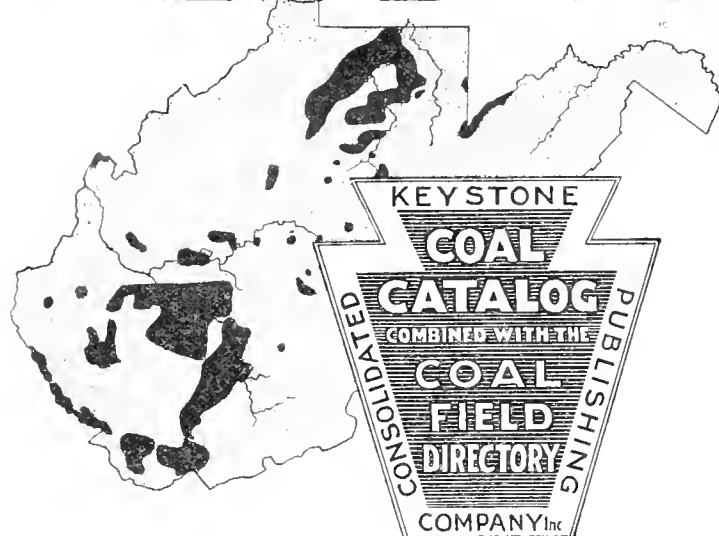 KEYSTONE
COAL
CATALOG
COMBINED WITH THE
COAL
FIELD
DIRECTORY
CONSOLIDATED
PUBLISHING
COMPANY Inc